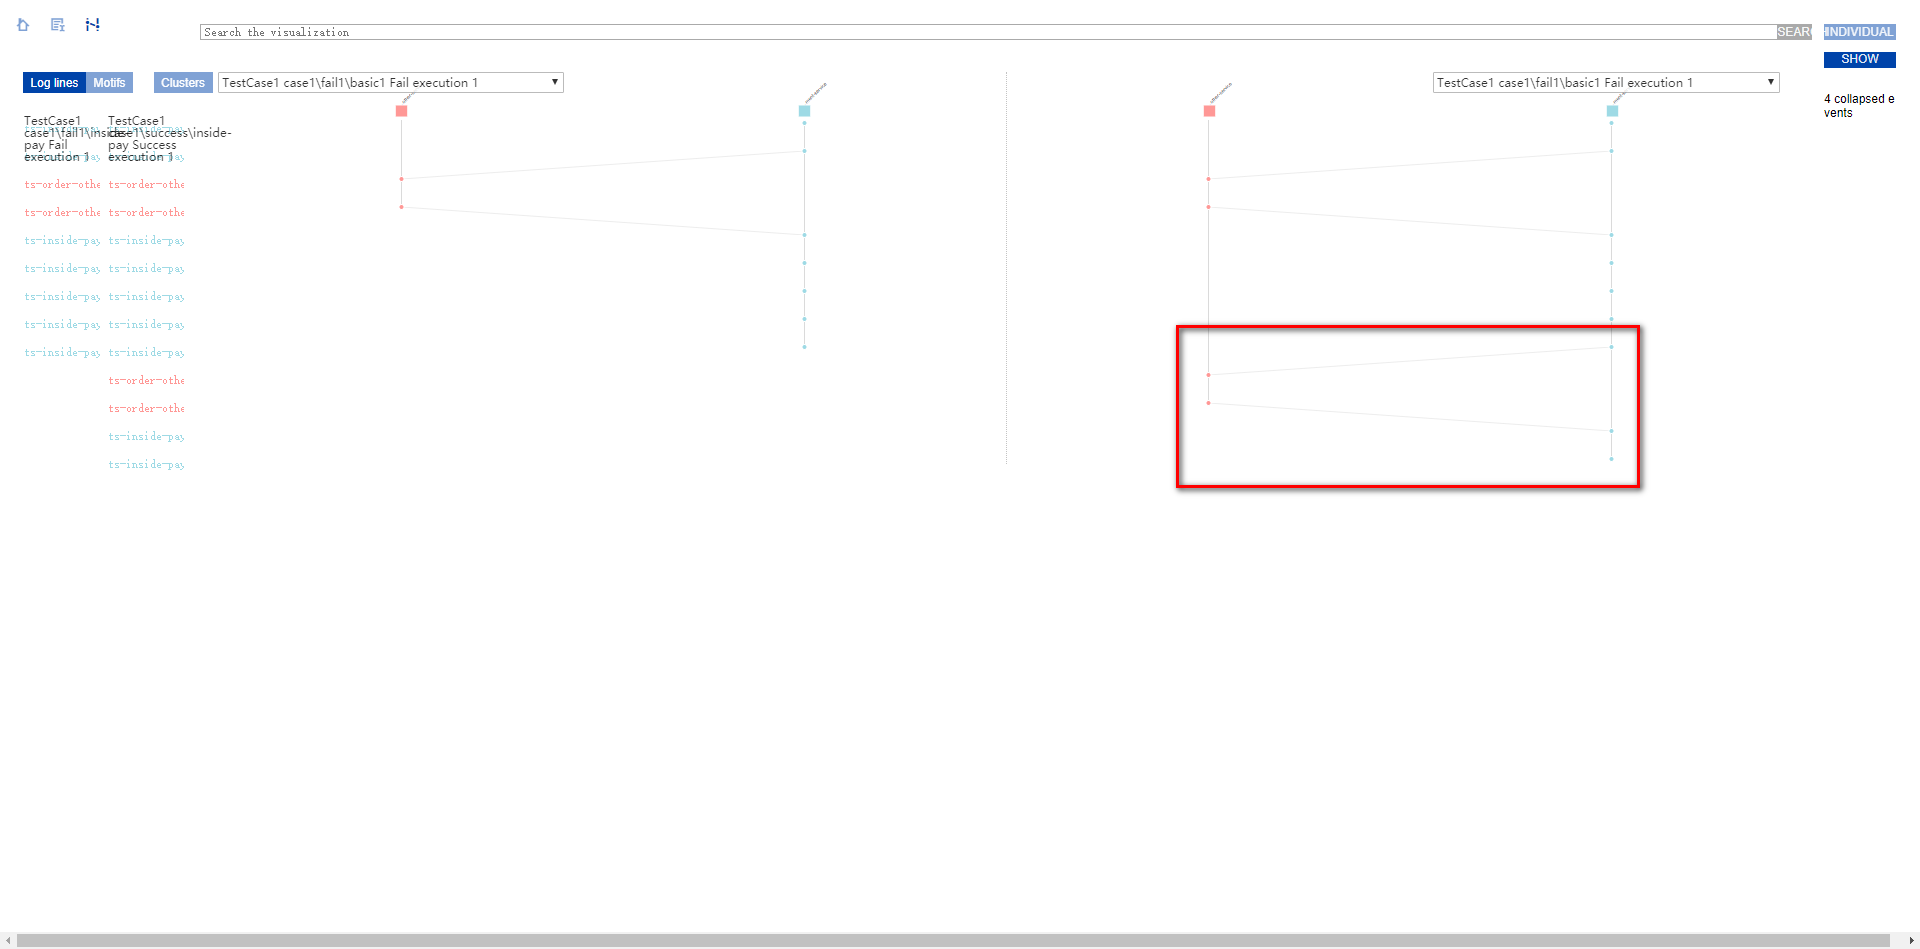 Search the visualization
SEARC
INDIVIDUAL
SHOW
Log lines
Motifs
Clusters
TestCase1 case1\fail1\basic1 Fail execution 1
TestCase1 case1\fail1\basic1 Fail execution 1
4 collapsed e
vents
TestCase1
case1\fail1\inside-
pay Fail
execution 1
TestCase1
case1\success\inside-
pay Success
execution 1
ts-order-othe ts-order-othe
ts-order-othe ts-order-othe
ts-inside-pay ts-inside-pay
ts-inside-pay ts-inside-pay
ts-inside-pay ts-inside-pay
ts-inside-pay ts-inside-pay
ts-inside-pay ts-inside-pay
ts-order-othe
ts-order-othe
ts-inside-pay
ts-inside-pay